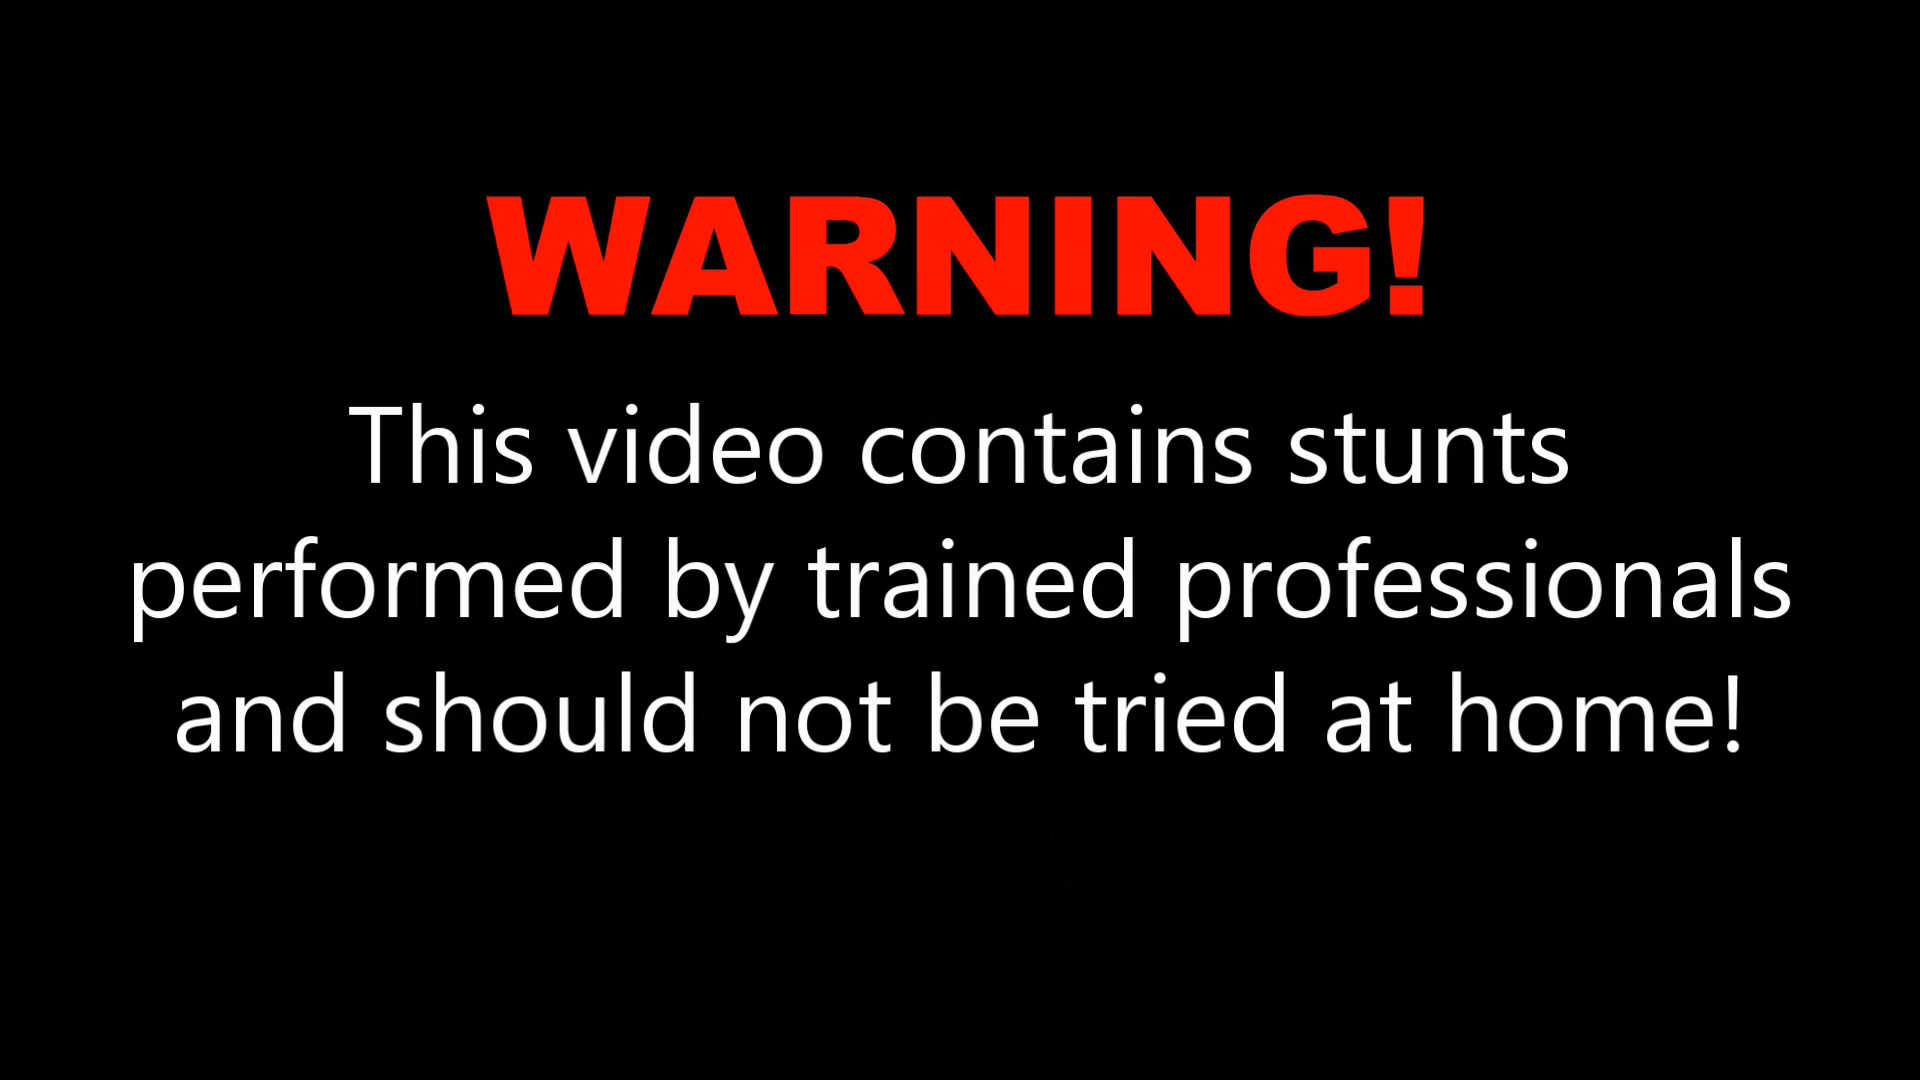 WARNING!
This video contains stunts
performed by trained professionals
and should not be tried at home!